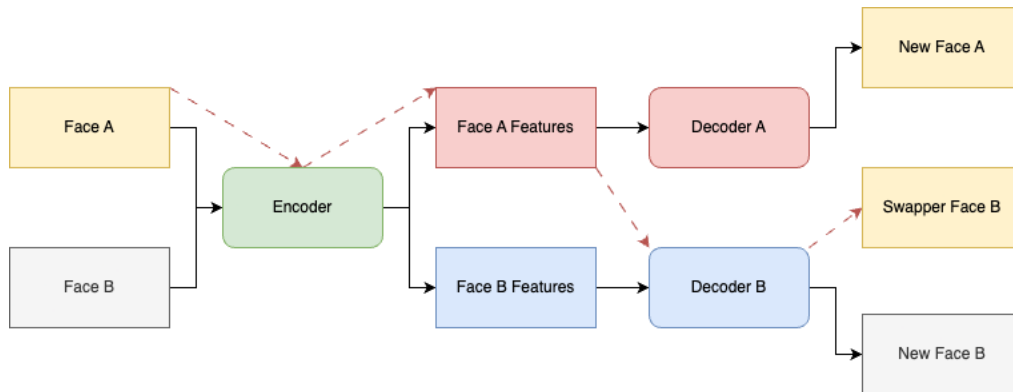 New Face A
Face A
Face A Features
Decoder A
Encoder
Swapper Face B
Face B
Face B Features
Decoder B
New Face B